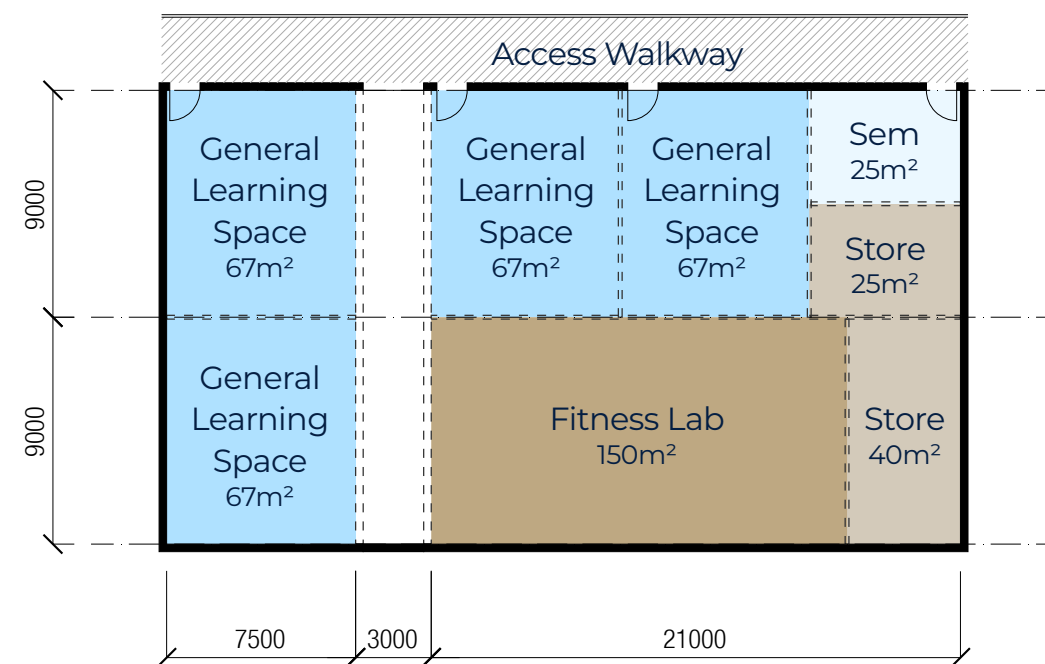 Access Walkway
General
Learning
Space
67m²
General
Learning
Space
67m²
General
Learning
Space
67m²
Sem
25m²
Store
25m²
9000
General
Learning
Space
67m²
Fitness Lab
150m²
Store
40m²
9000
7500
3000
21000